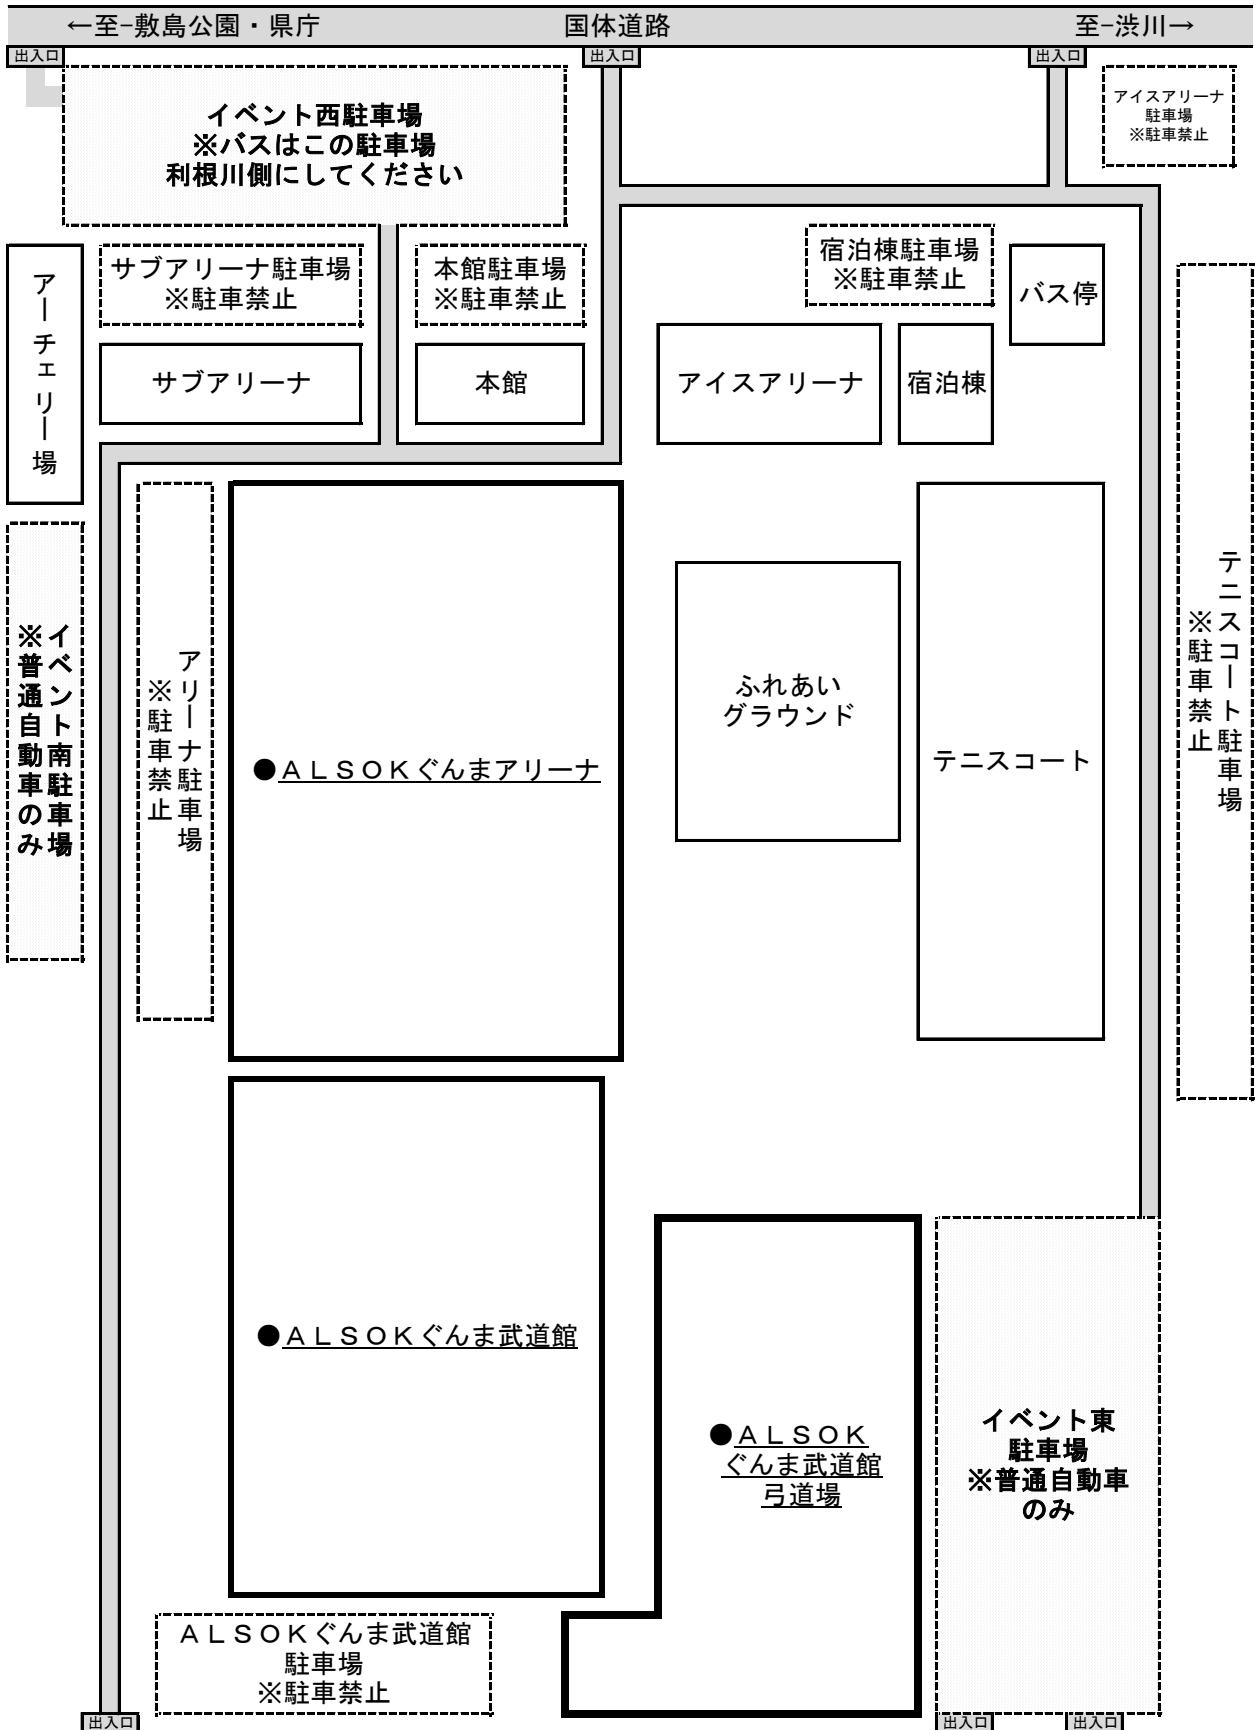 ←至−敷島公園・県庁
国体道路
至−渋川→
出入口
出入口
出入口
イベント西駐車場
※バスはこの駐車場
利根川側にしてください
アイスアリーナ
駐車場
※駐車禁止
サブアリーナ駐車場
※駐車禁止
本館駐車場
※駐車禁止
宿泊棟駐車場
※駐車禁止
バス停
アーチェリー場
サブアリーナ
本館
アイスアリーナ
宿泊棟
テニスコート駐車場
※駐車禁止
イベント南駐車場
※普通自動車のみ
アリーナ駐車場
※駐車禁止
●ALSOKぐんまアリーナ
ふれあい
グラウンド
テニスコート
●ALSOKぐんま武道館
●ALSOK
ぐんま武道館
弓道場
イベント東
駐車場
※普通自動車
のみ
ALSOKぐんま武道館
駐車場
※駐車禁止
出入口
出入口
出入口